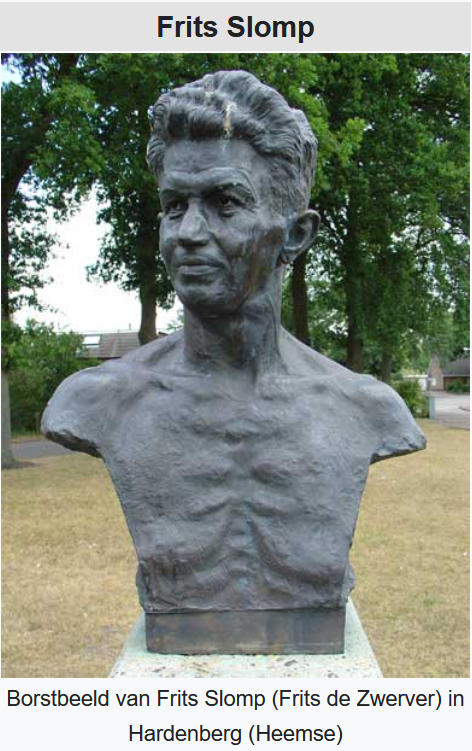 Frits Slomp
Borstbeeld van Frits Slomp (Frits de Zwerver) in
Hardenberg (Heemse)